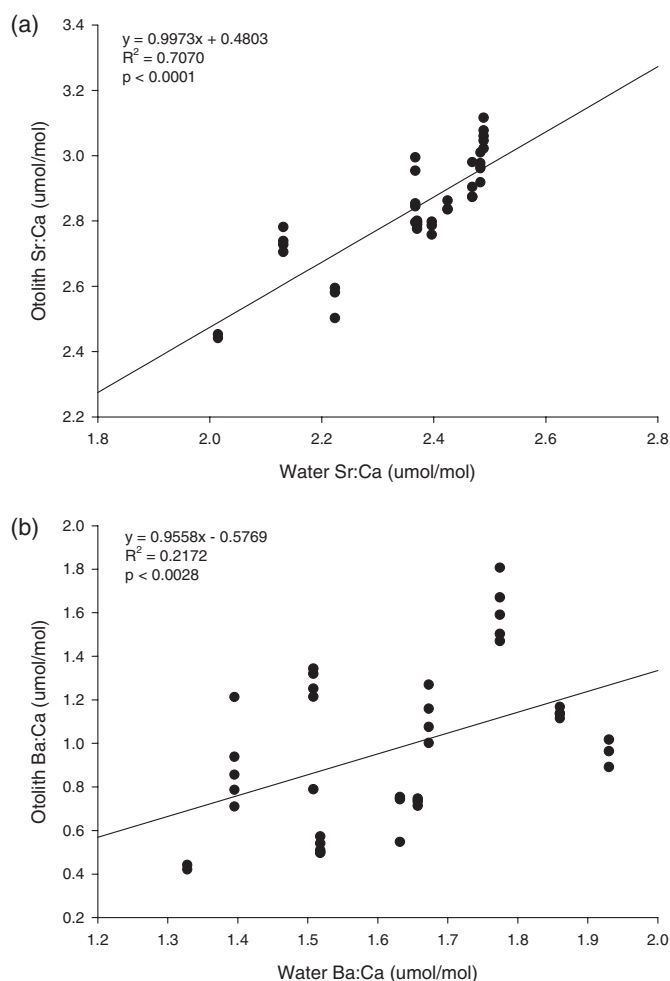 (a)
y = 0.9973x + 0.4803
R² = 0.7070
p < 0.0001
Otolith Sr:Ca (umol/mol)
3.4
3.2
3.0
2.8
2.6
2.4
2.2
1.8 2.0 2.2 2.4 2.6 2.8
Water Sr:Ca (umol/mol)
(b)
y = 0.9558x - 0.5769
R² = 0.2172
p < 0.0028
Otolith Ba:Ca (umol/mol)
2.0
1.8
1.6
1.4
1.2
1.0
0.8
0.6
0.4
0.2
1.2 1.3 1.4 1.5 1.6 1.7 1.8 1.9 2.0
Water Ba:Ca (umol/mol)